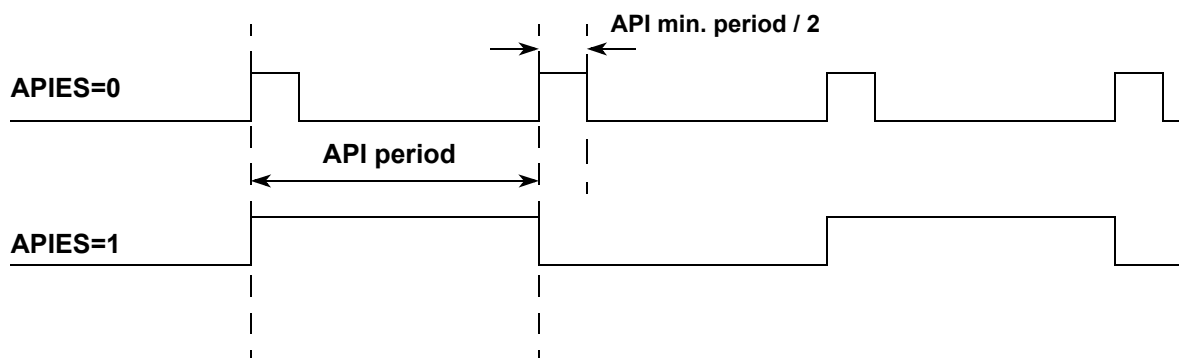 API min. period / 2
APIES=0
API period
APIES=1